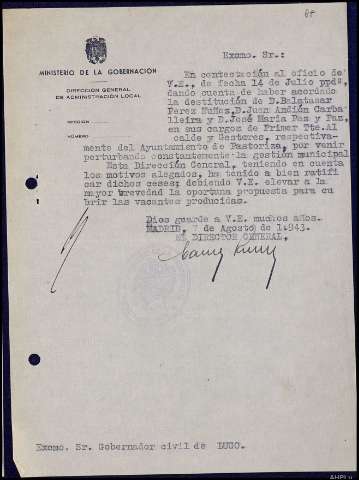 68
Excmo. Sr.:
MINISTERIO DE LA GOBERNACIÓN
DIRECCIÓN GENERAL
DE ADMINISTRACIÓN LOCAL
SECCIÓN
NÚMERO
En contestación al oficio de
V.E., de fecha 14 de Julio ppdº,
dando cuenta de haber acordado
la destitución de D.Baltasar
Perez Nuñez, D.Juan Andión Carba-
lleira y D.José María Paz y Paz,
en sus cargos de Primer Tte.Al
calde y Gestores, respectiva-
mente del Ayuntamiento de Pastoriza, por venir
perturbando constantemente la gestión municipal
Esta Dirección General, teniendo en cuenta
los motivos alegados, ha tenido a bien ratifi
car dichos ceses; debiendo V.E. elevar a la
mayor brevedad la oportuna propuesta para cu
brir las vacantes producidas.
Dios guarde a V.E. muchos años.
MADRID, 7 de Agosto de 1.943.
EL DIRECTOR GENERAL,
Excmo. Sr. Gobernador civil de LUGO.